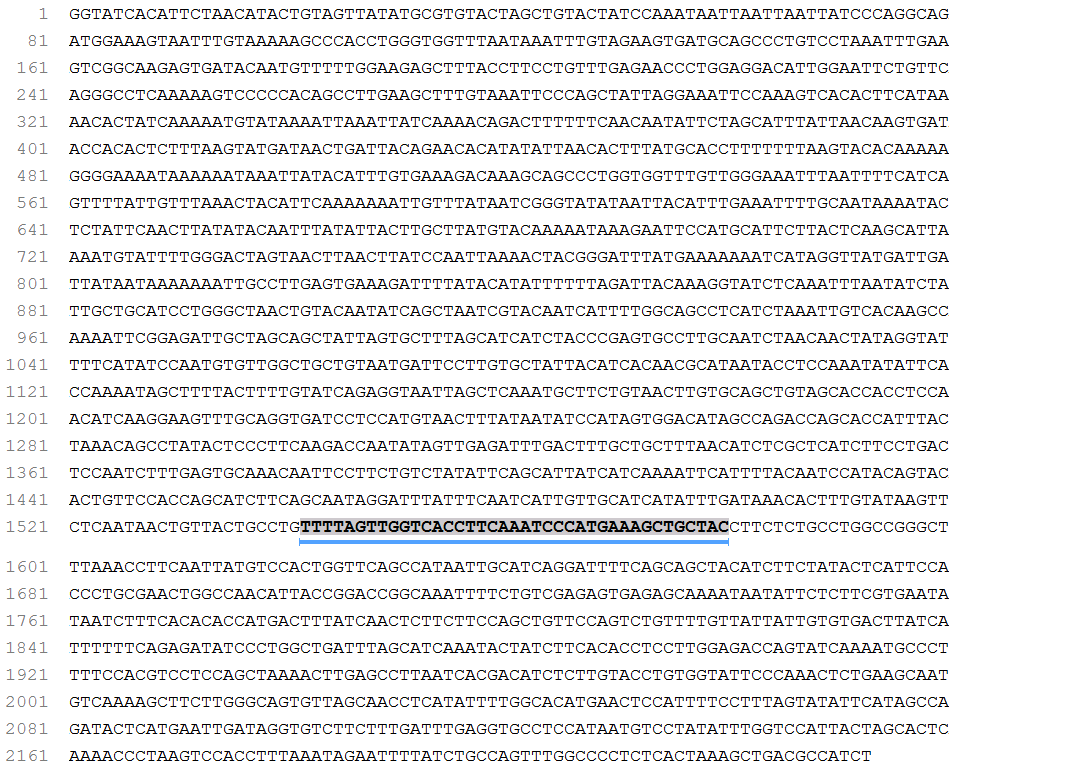 1 GGTATCACATTCTAACATACTGTAGTTATATGCGTGTACTAGCTGTACTATCCAAATAATTAATTAATTATCCCAGGCAG
81 ATGGAAAGTAATTTGTAAAAAGCCCACCTGGGTGGTTTAATAAATTTGTAGAAGTGATGCAGCCCTGTCCTAAATTTGAA
161 GTCGGCAAGAGTGATACAATGTTTTTGGAAGAGCTTTACCTTCCTGTTTGAGAACCCTGGAGGACATTGGAATTCTGTTC
241 AGGGCCTCAAAAAGTCCCCCACAGCCTTGAAGCTTTGTAAATTCCCAGCTATTAGGAAATTCCAAAGTCACACTTCATAA
321 AACACTATCAAAAATGTATAAAATTAAATTATCAAAACAGACTTTTTTCAACAATATTCTAGCATTTATTAACAAGTGAT
401 ACCACACTCTTTAAGTATGATAACTGATTACAGAACACATATATTAACACTTTATGCACCTTTTTTTAAGTACACAAAAA
481 GGGGAAAATAAAAAATAAATTATACATTTGTGAAAGACAAAGCAGCCCTGGTGGTTTGTTGGGAAATTTAATTTTCATCA
561 GTTTTATTGTTTAAACTACATTCAAAAAAATTGTTTATAATCGGGTATATAATTACATTTGAAATTTTGCAATAAAATAC
641 TCTATTCAACTTATATACAATTTATATTACTTGCTTATGTACAAAAATAAAGAATTCCATGCATTCTTACTCAAGCATTA
721 AAATGTATTTTGGGACTAGTAACTTAACTTATCCAATTAAAACTACGGGATTTATGAAAAAAATCATAGGTTATGATTGA
801 TTATAATAAAAAAATTGCCTTGAGTGAAAGATTTTATACATATTTTTTAGATTACAAAGGTATCTCAAATTTAATATCTA
881 TTGCTGCATCCTGGGCTAACTGTACAATATCAGCTAATCGTACAATCATTTTGGCAGCCTCATCTAAATTGTCACAAGCC
961 AAAATTCGGAGATTGCTAGCAGCTATTAGTGCTTTAGCATCATCTACCCGAGTGCCTTGCAATCTAACAACTATAGGTAT
1041 TTTCATATCCAATGTGTTGGCTGCTGTAATGATTCCTTGTGCTATTACATCACAACGCATAATACCTCCAAATATATTCA
1121 CCAAAATAGCTTTTACTTTTGTATCAGAGGTAATTAGCTCAAATGCTTCTGTAACTTGTGCAGCTGTAGCACCACCTCCA
1201 ACATCAAGGAAGTTTGCAGGTGATCCTCCATGTAACTTTATAATATCCATAGTGGACATAGCCAGACCAGCACCATTTAC
1281 TAAACAGCCTATACTCCCTTCAAGACCAATATAGTTGAGATTTGACTTTGCTGCTTTAACATCTCGCTCATCTTCCTGAC
1361 TCCAATCTTTGAGTGCAAACAATTCCTTCTGTCTATATTCAGCATTATCATCAAAATTCATTTTACAATCCATACAGTAC
1441 ACTGTTCCACCAGCATCTTCAGCAATAGGATTTATTTCAATCATTGTTGCATCATATTTGATAAACACTTTGTATAAGTT
1521 CTCAATAACTGTTACTGCCTGTTTTAGTTGGTCACCTTCAAATCCCATGAAAGCTGCTACCTTCTCTGCCTGGCCGGGCT
1601 TTAAACCTTCAATTATGTCCACTGGTTCAGCCATAATTGCATCAGGATTTTCAGCAGCTACATCTTCTATACTCATTCCA
1681 CCCTGCGAACTGGCCAACATTACCGGACCGGCAAATTTTCTGTCGAGAGTGAGAGCAAAATAATATTCTCTTCGTGAATA
1761 TAATCTTTCACACACCATGACTTTATCAACTCTTCTTCCAGCTGTTCCAGTCTGTTTTGTTATTATTGTGTGACTTATCA
1841 TTTTTTCAGAGATATCCCTGGCTGATTTAGCATCAAATACTATCTTCACACCTCCTTGGAGACCAGTATCAAAATGCCCT
1921 TTTCCACGTCCTCCAGCTAAAACTTGAGCCTTAATCACGACATCTCTTGTACCTGTGGTATTCCCAAACTCTGAAGCAAT
2001 GTCAAAAGCTTCTTGGGCAGTGTTAGCAACCTCATATTTTGGCACATGAACTCCATTTTCCTTTAGTATATTCATAGCCA
2081 GATACTCATGAATTGATAGGTGTCTTCTTTGATTTGAGGTGCCTCCATAATGTCCTATATTTGGTCCATTACTAGCACTC
2161 AAAACCCTAAGTCCACCTTTAAATAGAATTTTATCTGCCAGTTTGGCCCCTCTCACTAAAGCTGACGCCATCT